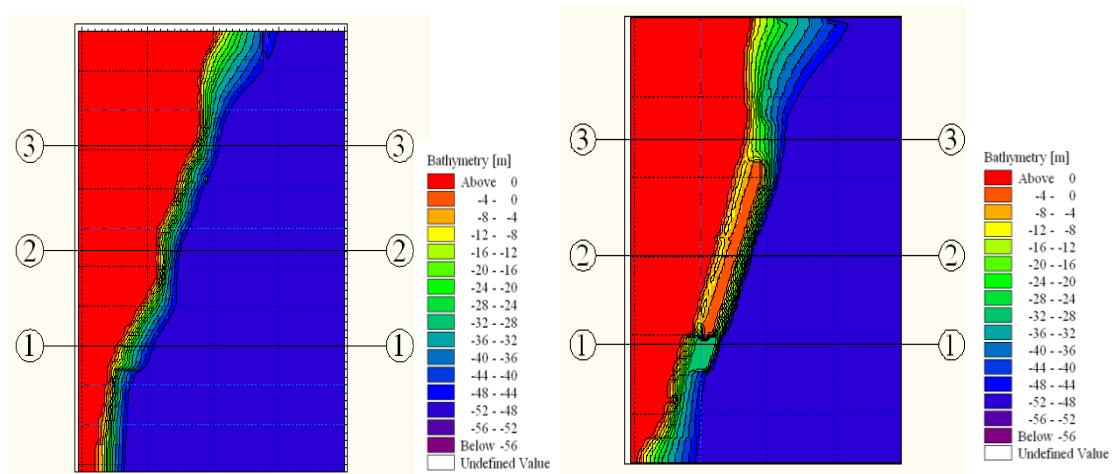 3 3
2 2
1 1
Bathymetry [m]
Above 0
-4 - 0
-8 - -4
-12 - -8
-16 - -12
-20 - -16
-24 - -20
-28 - -24
-32 - -28
-36 - -32
-40 - -36
-44 - -40
-48 - -44
-52 - -48
-56 - -52
Below -56
Undefined Value
3 3
2 2
1 1
Bathymetry [m]
Above 0
-4 - 0
-8 - -4
-12 - -8
-16 - -12
-20 - -16
-24 - -20
-28 - -24
-32 - -28
-36 - -32
-40 - -36
-44 - -40
-48 - -44
-52 - -48
-56 - -52
Below -56
Undefined Value